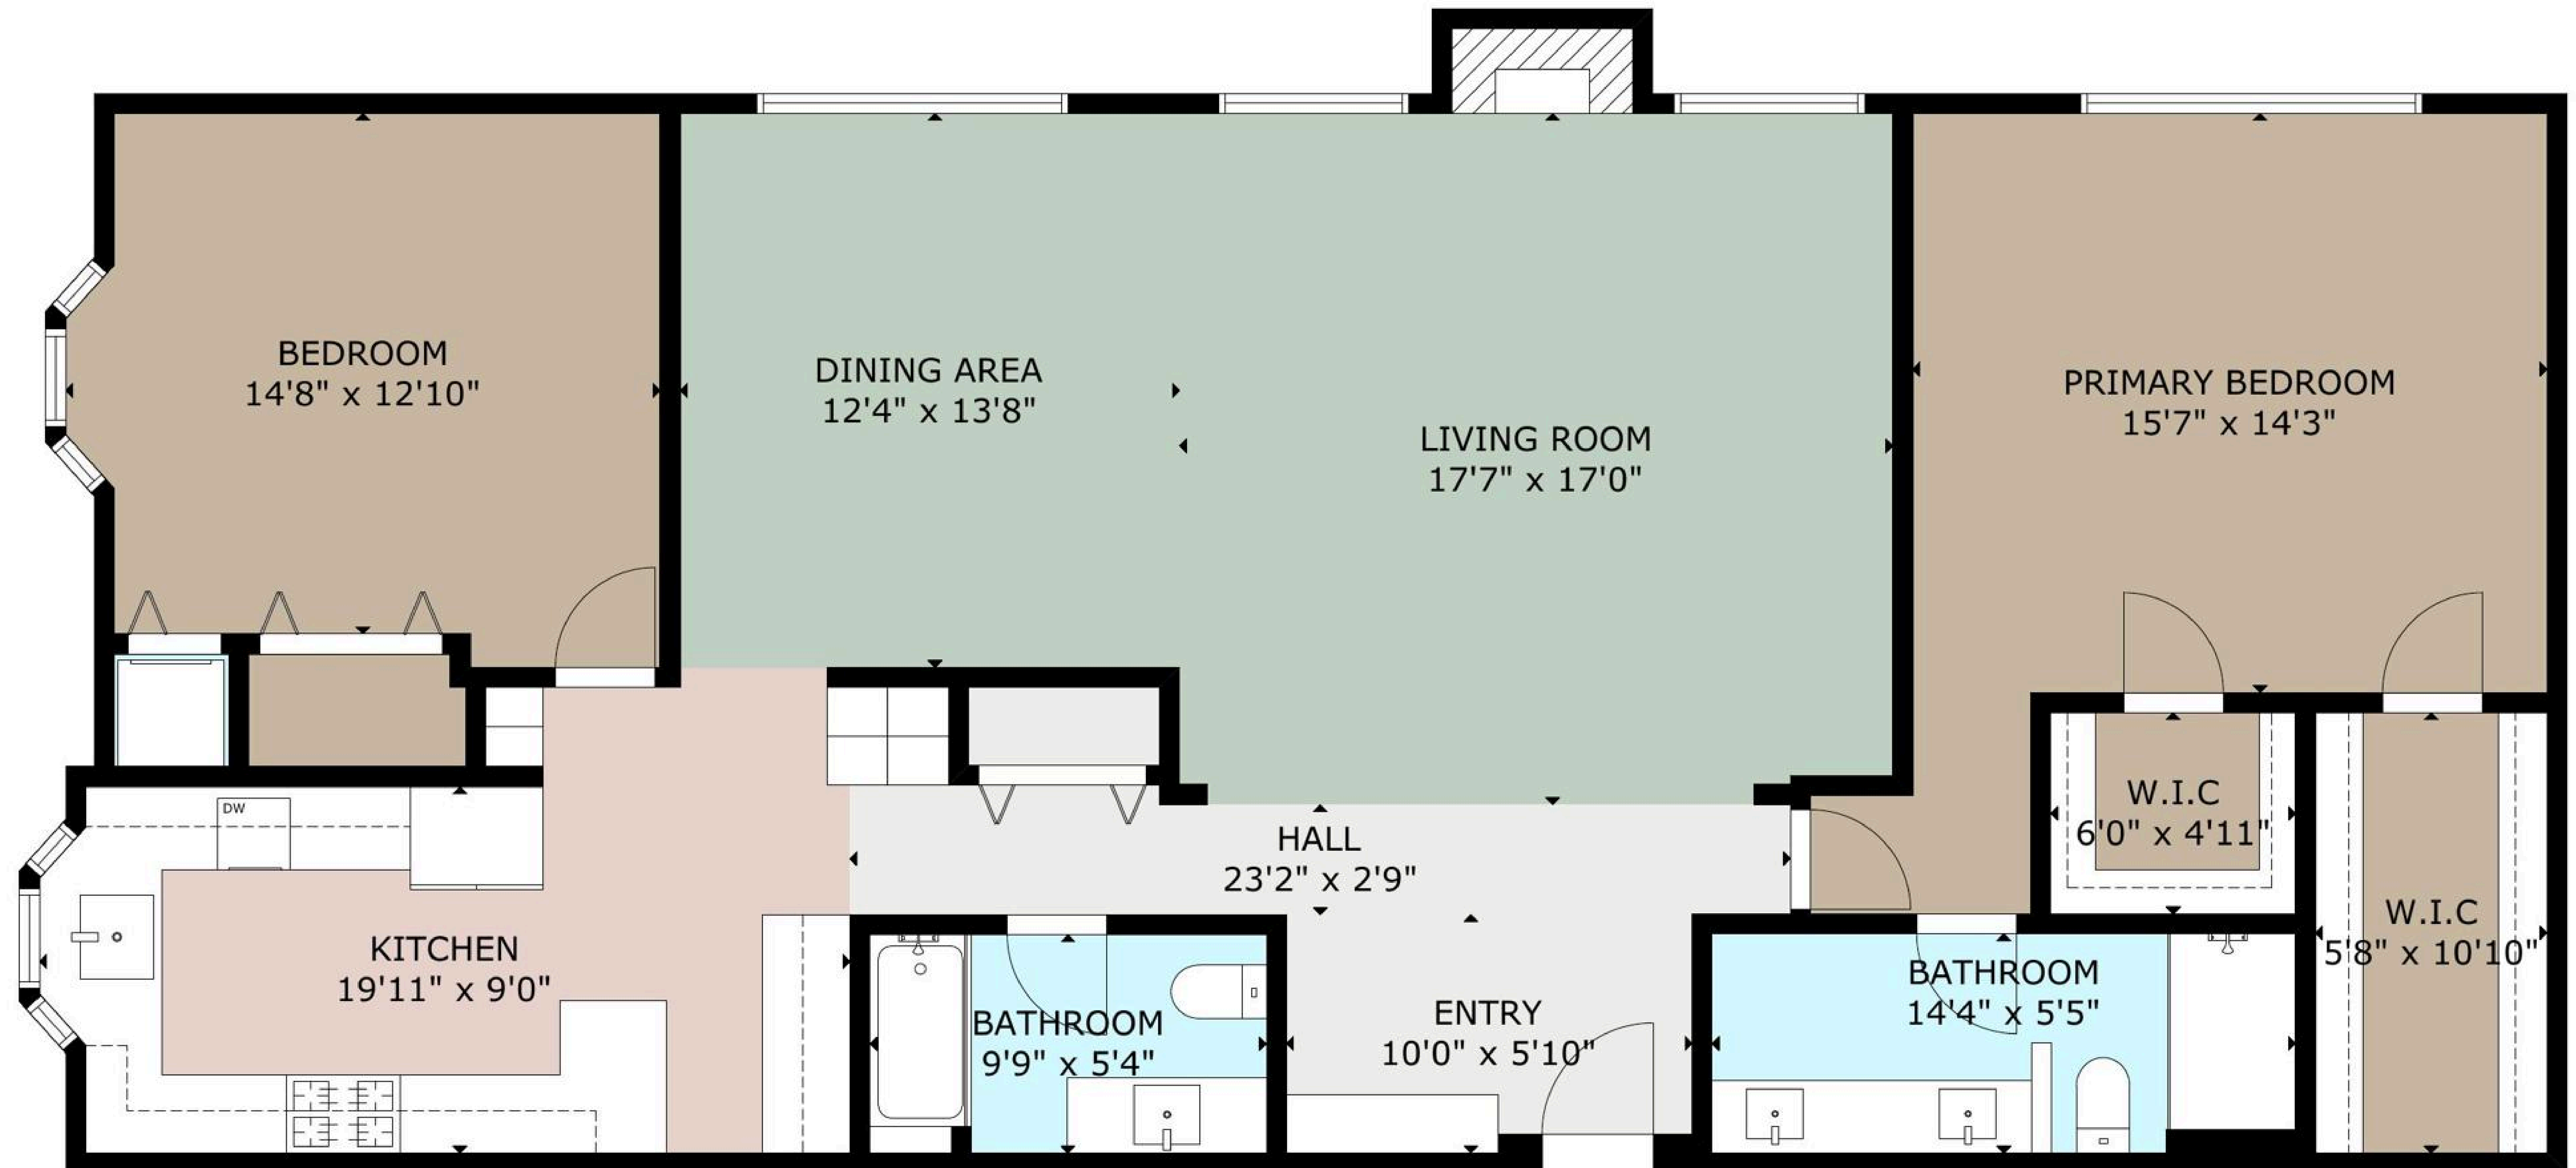 BEDROOM
14'8" x 12'10"
DINING AREA
12'4" x 13'8"
LIVING ROOM
17'7" x 17'0"
PRIMARY BEDROOM
15'7" x 14'3"
DW
KITCHEN
19'11" x 9'0"
HALL
23'2" x 2'9"
W.I.C
6'0" x 4'11"
W.I.C
5'8" x 10'10"
BATHROOM
9'9" x 5'4"
ENTRY
10'0" x 5'10"
BATHROOM
14'4" x 5'5"